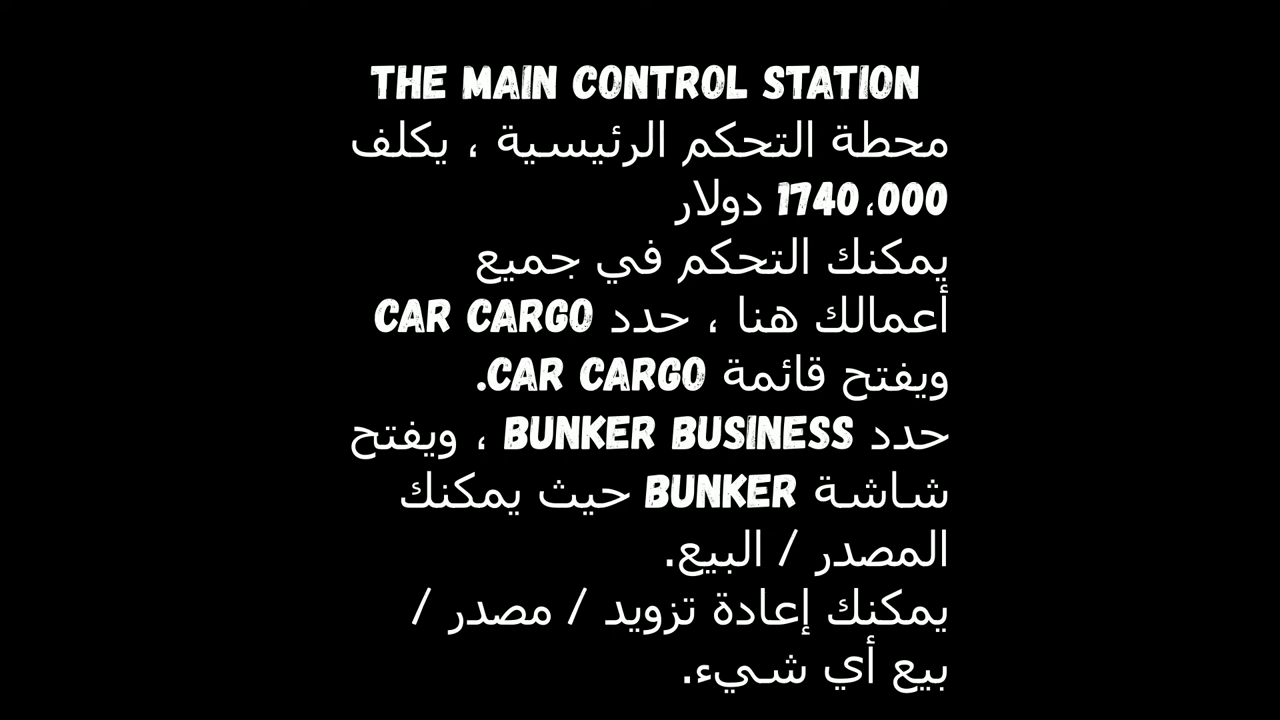 THE MAIN CONTROL STATION
محطة التحكم الرئيسية ، يكلف
1740،000 دولار
يمكنك التحكم في جميع
أعمالك هنا ، حدد CAR CARGO
ويفتح قائمة CAR CARGO.
حدد BUNKER BUSINESS ، ويفتح
شاشة BUNKER حيث يمكنك
المصدر / البيع.
يمكنك إعادة تزويد / مصدر /
بيع أي شيء.